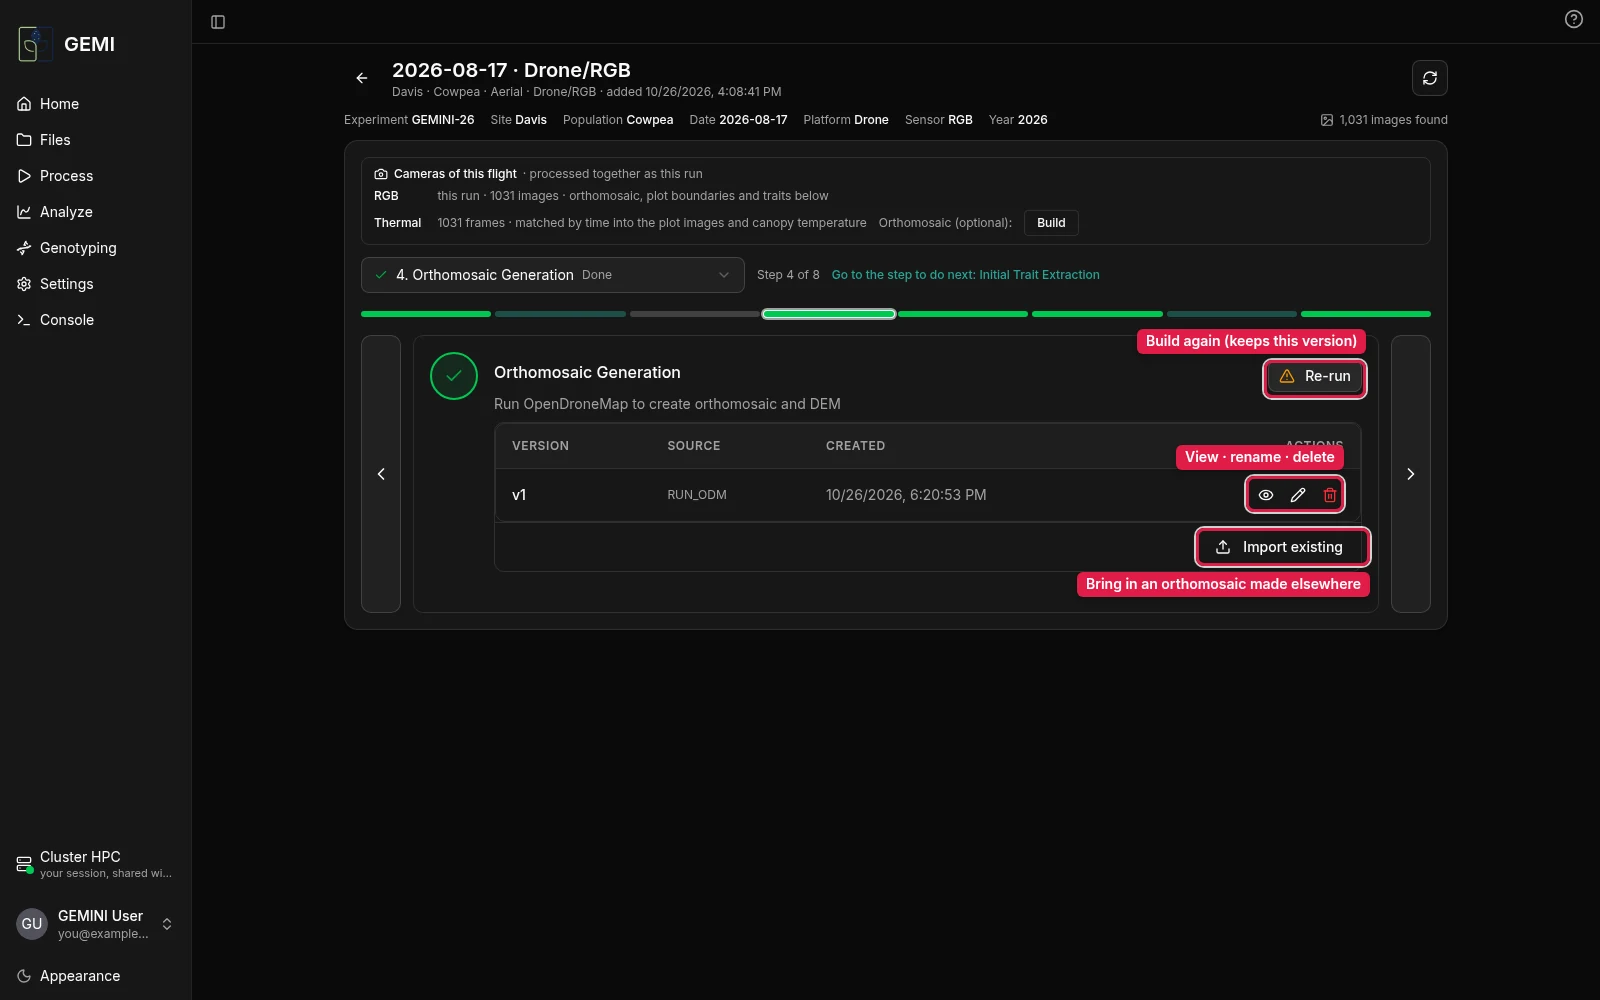 GEMI
Home
Files
Process
Analyze
Genotyping
Settings
Console
Cluster HPC
your session, shared wi...
GU
GEMINI User
you@example...
Appearance
2026-08-17 · Drone/RGB
Davis · Cowpea · Aerial · Drone/RGB · added 10/26/2026, 4:08:41 PM
Experiment GEMINI-26 Site Davis Population Cowpea Date 2026-08-17 Platform Drone Sensor RGB Year 2026 1,031 images found
Cameras of this flight · processed together as this run
RGB this run · 1031 images · orthomosaic, plot boundaries and traits below
Thermal 1031 frames · matched by time into the plot images and canopy temperature Orthomosaic (optional): Build
4. Orthomosaic Generation Done Step 4 of 8 Go to the step to do next: Initial Trait Extraction
Build again (keeps this version)
Orthomosaic Generation Re-run
Run OpenDroneMap to create orthomosaic and DEM
VERSION SOURCE CREATED ACTIONS
View · rename · delete
v1 RUN_ODM 10/26/2026, 6:20:53 PM
Import existing
Bring in an orthomosaic made elsewhere